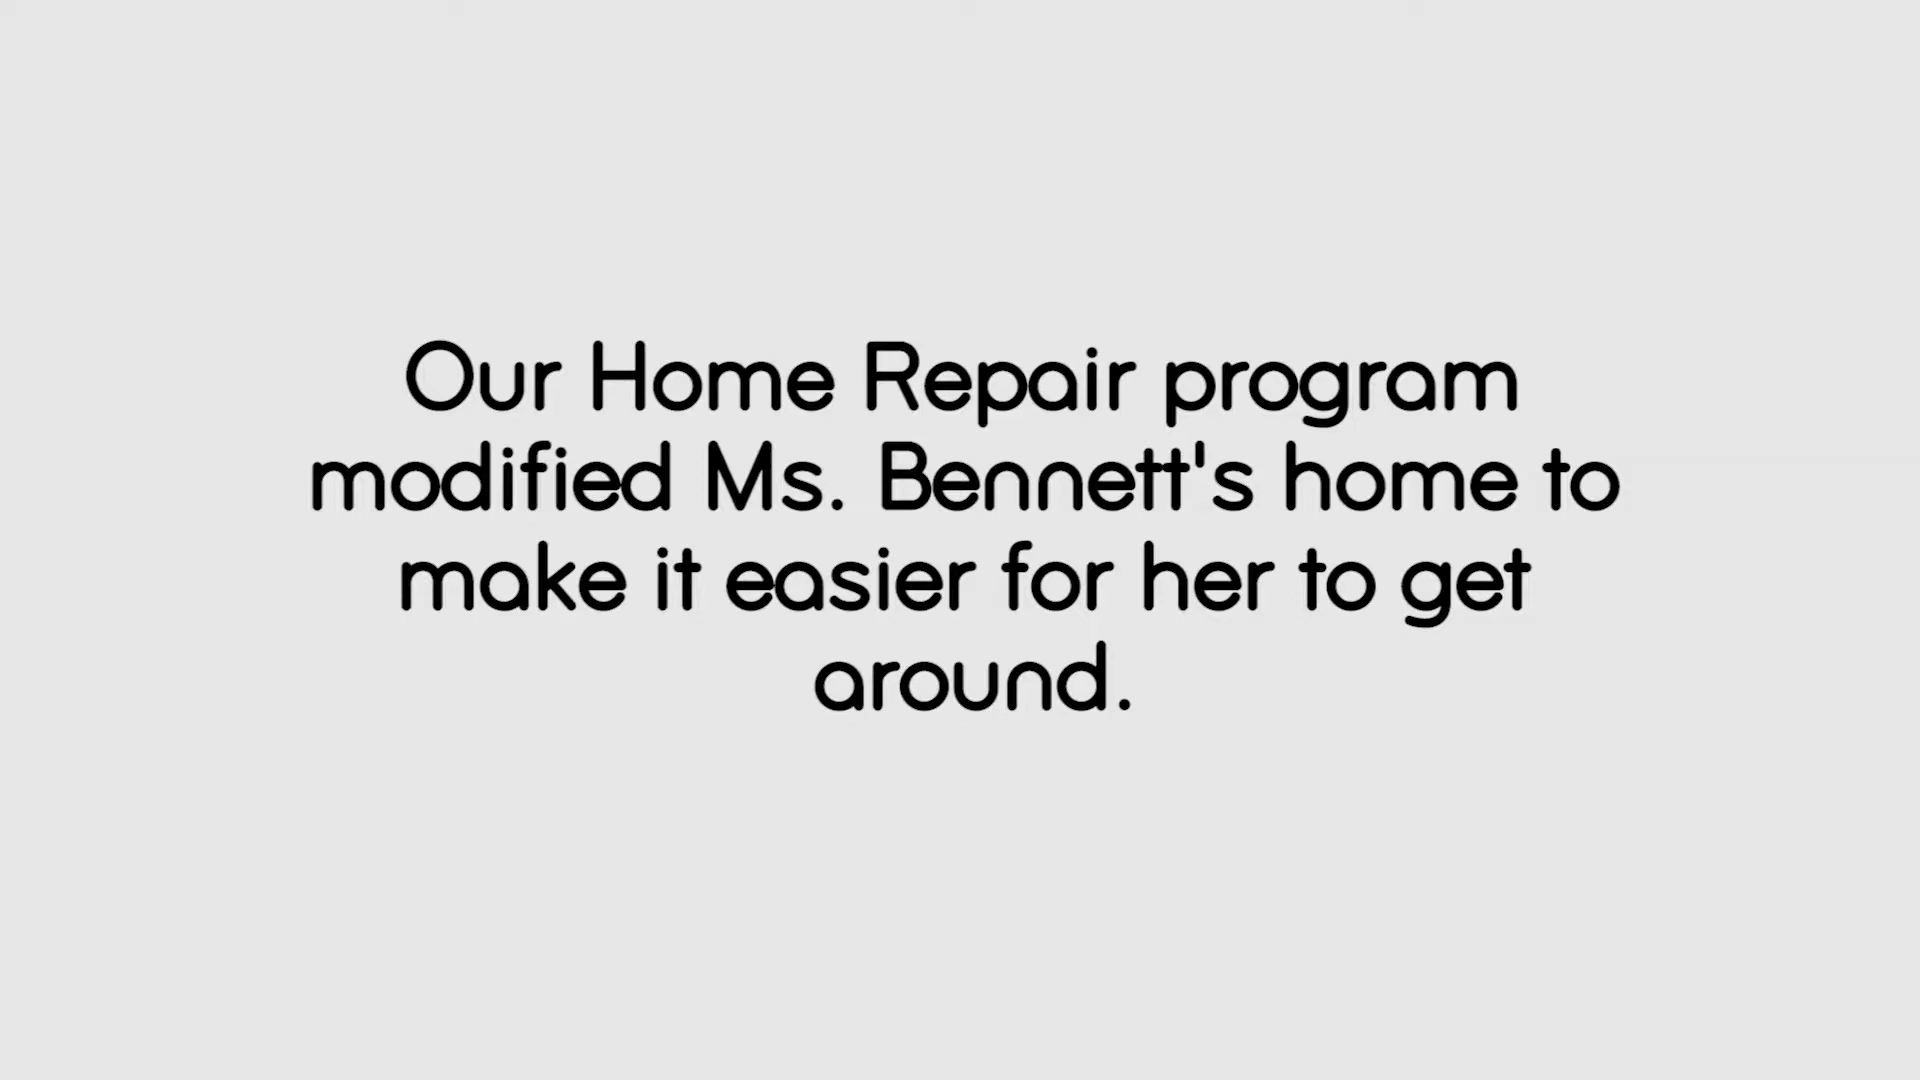 Our Home Repair program
modified Ms. Bennett's home to
make it easier for her to get
around.